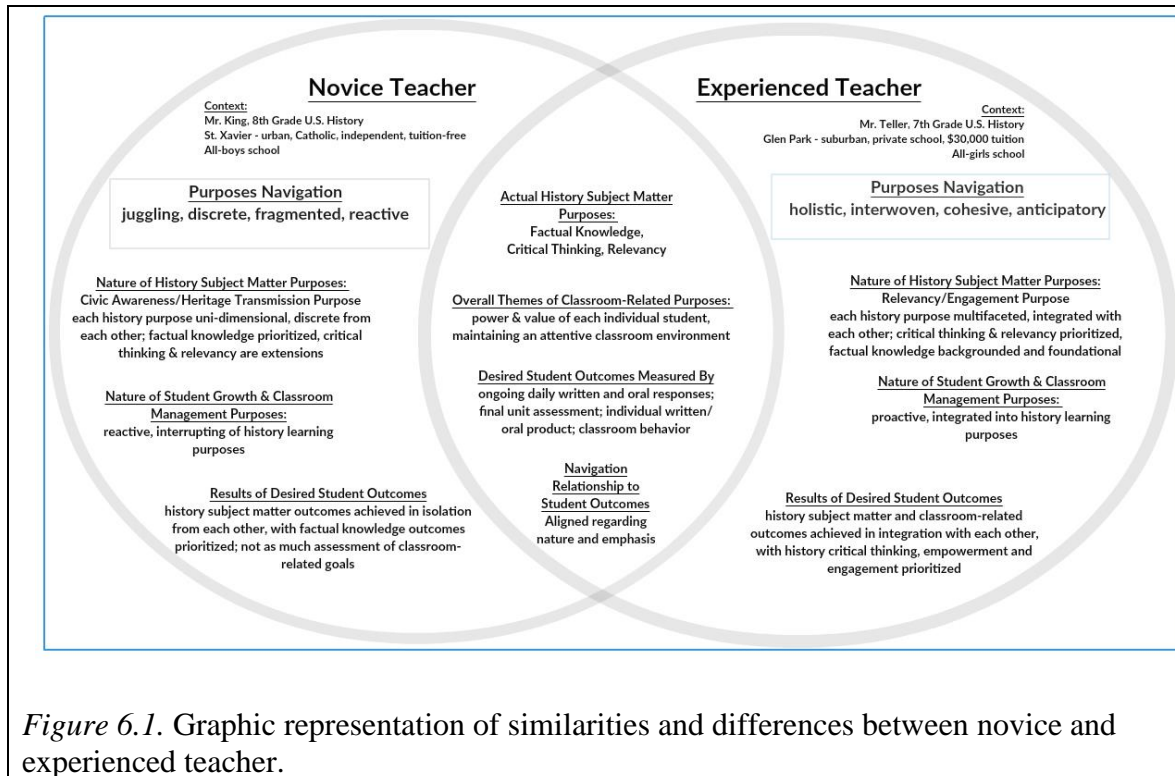 Novice Teacher
Context:
Mr. King, 8th Grade U.S. History
St. Xavier - urban, Catholic, independent, tuition-free
All-boys school
Purposes Navigation
juggling, discrete, fragmented, reactive
Nature of History Subject Matter Purposes:
Civic Awareness/Heritage Transmission Purpose
each history purpose uni-dimensional, discrete from
each other; factual knowledge prioritized, critical
thinking & relevancy are extensions
Nature of Student Growth & Classroom
Management Purposes:
reactive, interrupting of history learning
purposes
Results of Desired Student Outcomes
history subject matter outcomes achieved in isolation
from each other, with factual knowledge outcomes
prioritized; not as much assessment of classroom-
related goals
Actual History Subject Matter
Purposes:
Factual Knowledge,
Critical Thinking, Relevancy
Overall Themes of Classroom-Related Purposes:
power & value of each individual student,
maintaining an attentive classroom environment
Desired Student Outcomes Measured By
ongoing daily written and oral responses;
final unit assessment; individual written/
oral product; classroom behavior
Navigation
Relationship to
Student Outcomes
Aligned regarding
nature and emphasis
Experienced Teacher
Context:
Mr. Teller, 7th Grade U.S. History
Glen Park - suburban, private school, $30,000 tuition
All-girls school
Purposes Navigation
holistic, interwoven, cohesive, anticipatory
Nature of History Subject Matter Purposes:
Relevancy/Engagement Purpose
each history purpose multifaceted, integrated with
each other; critical thinking & relevancy prioritized,
factual knowledge backgrounded and foundational
Nature of Student Growth & Classroom
Management Purposes:
proactive, integrated into history learning
purposes
Results of Desired Student Outcomes
history subject matter and classroom-related
outcomes achieved in integration with each other,
with history critical thinking, empowerment and
engagement prioritized
Figure 6.1. Graphic representation of similarities and differences between novice and
experienced teacher.